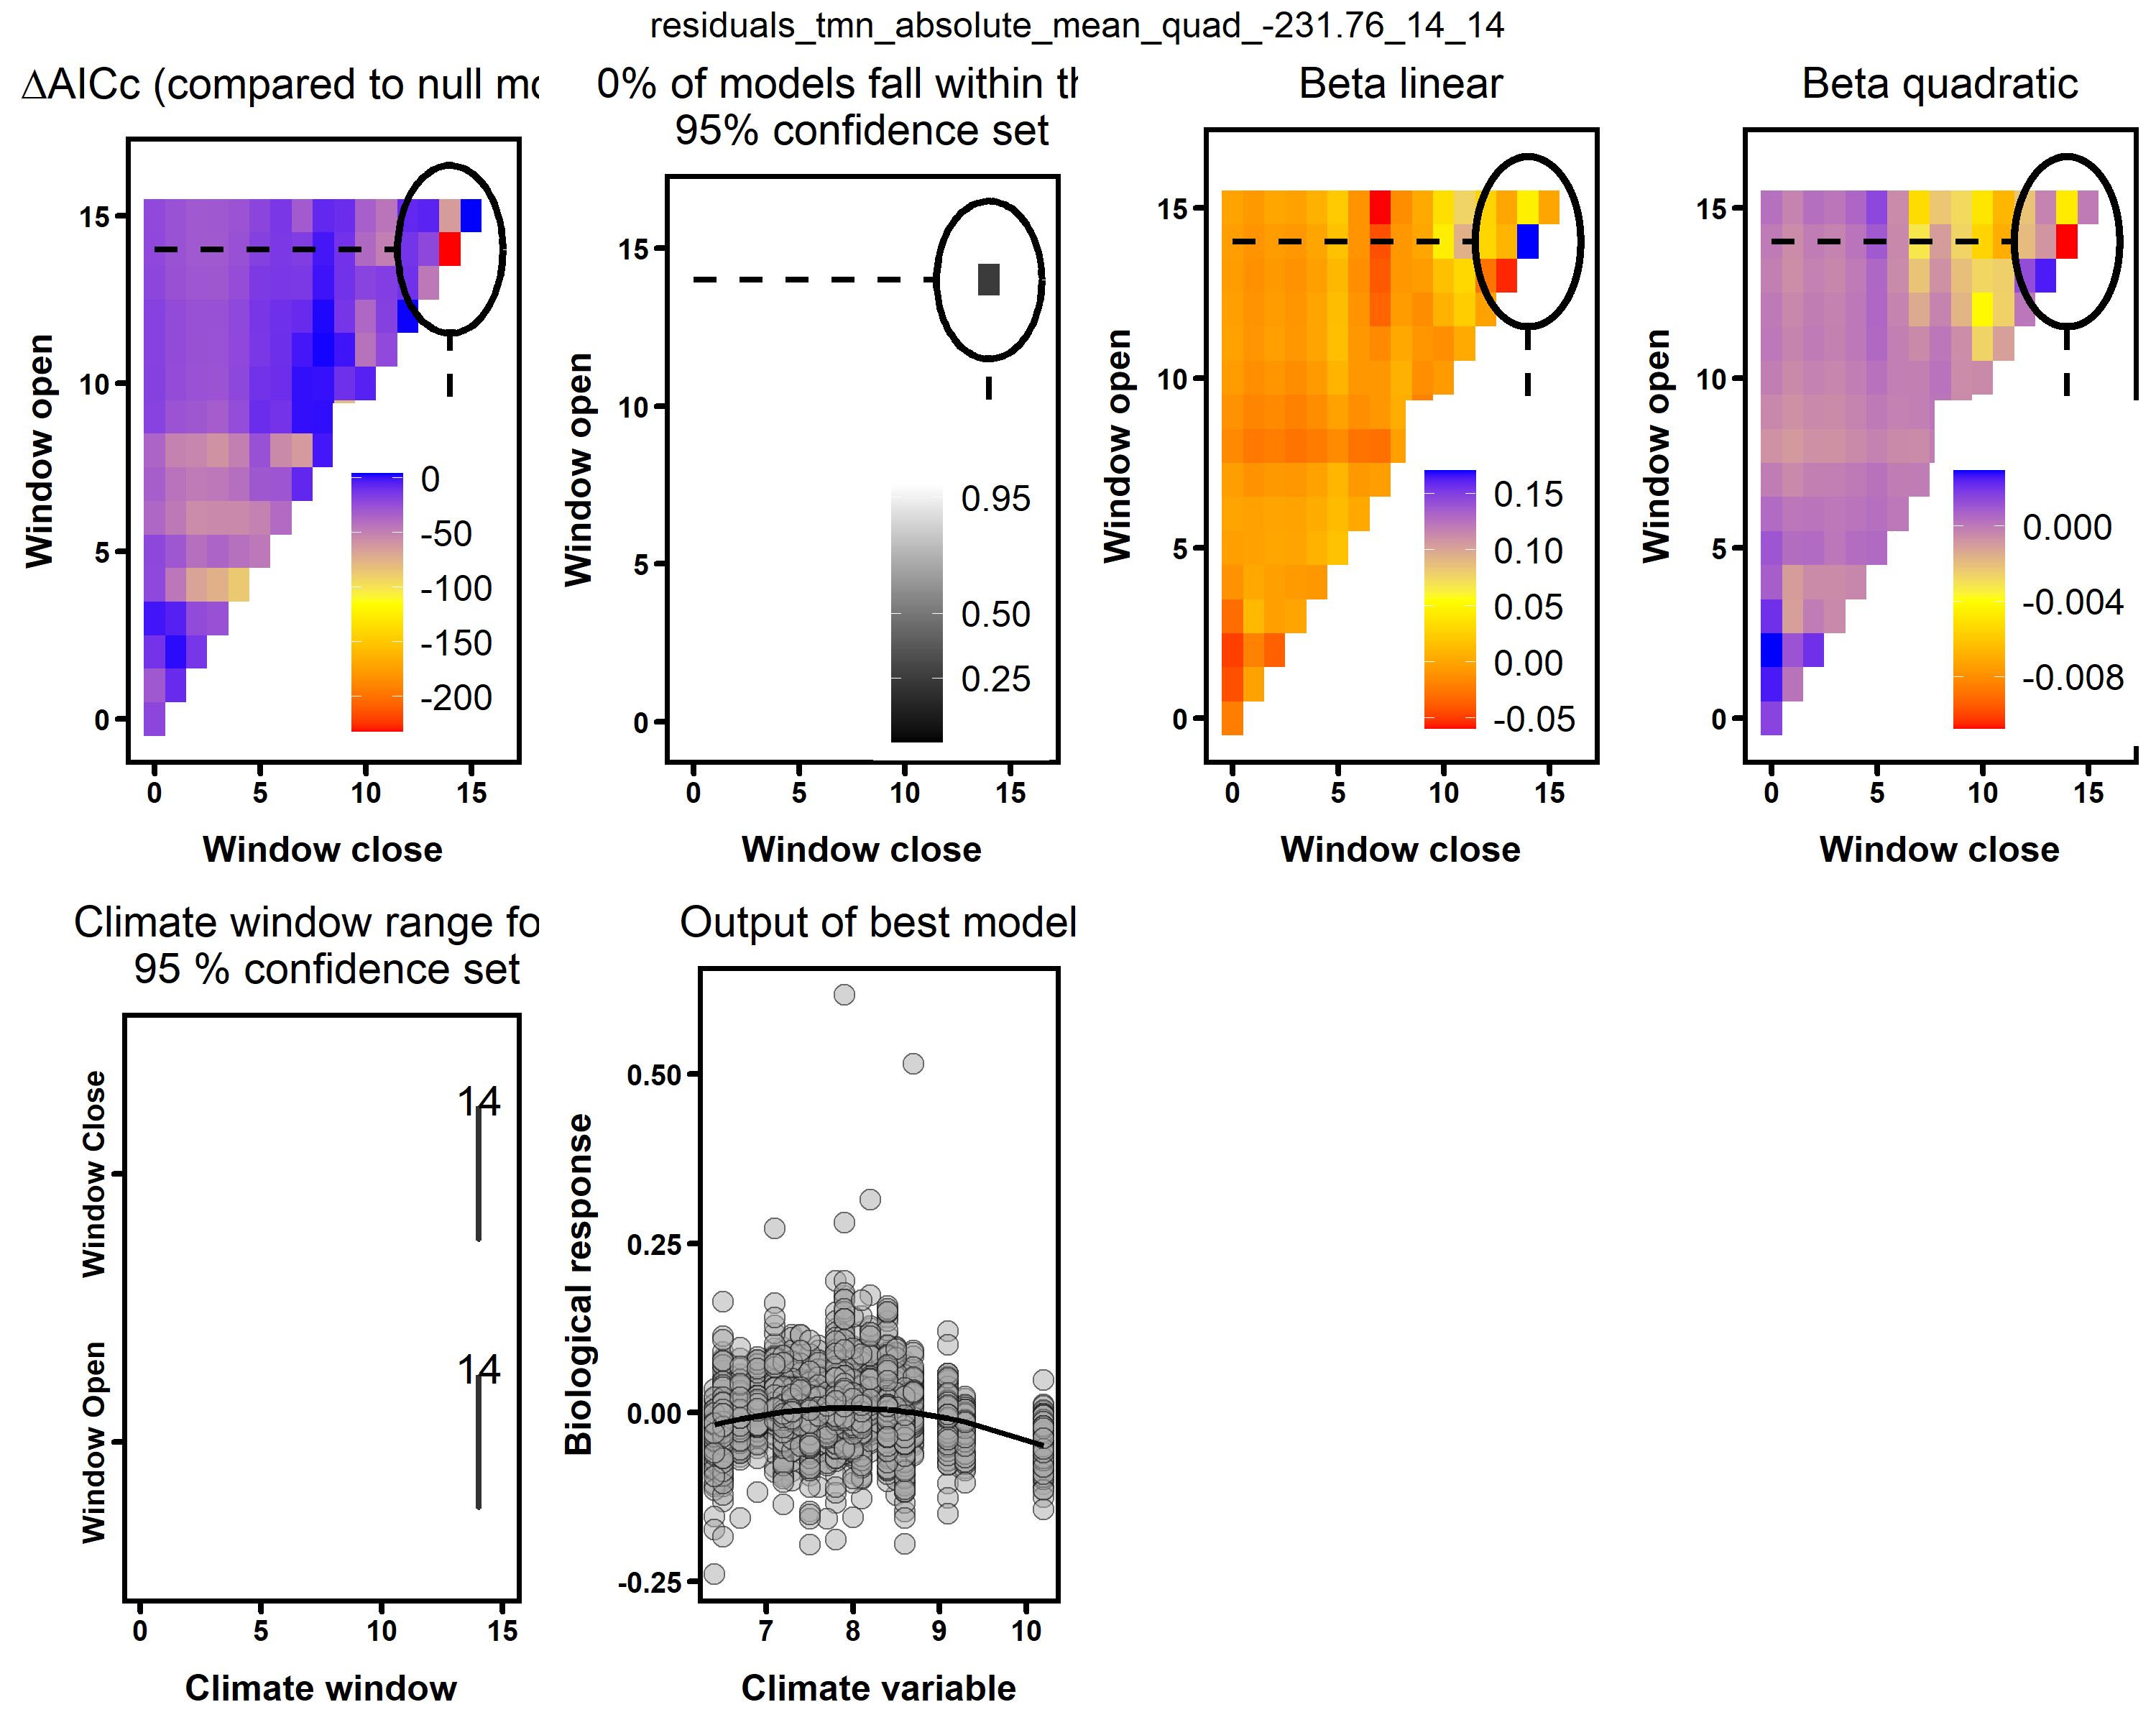 residuals_tmn_absolute_mean_quad_-231.76_14_14
ΔAICc (compared to null mo
Window open
15
10
5
0
0
-50
-100
-150
-200
0 5 10 15
Window close
0% of models fall within th
95% confidence set
Window open
15
10
5
0
0.95
0.50
0.25
0 5 10 15
Window close
Beta linear
Window open
15
10
5
0
0.15
0.10
0.05
0.00
-0.05
0 5 10 15
Window close
Beta quadratic
Window open
15
10
5
0
0.000
-0.004
-0.008
0 5 10 15
Window close
Climate window range fo
95 % confidence set
Window Close
Window Open
14
14
0 5 10 15
Climate window
Output of best model
Biological response
0.50
0.25
0.00
-0.25
7 8 9 10
Climate variable